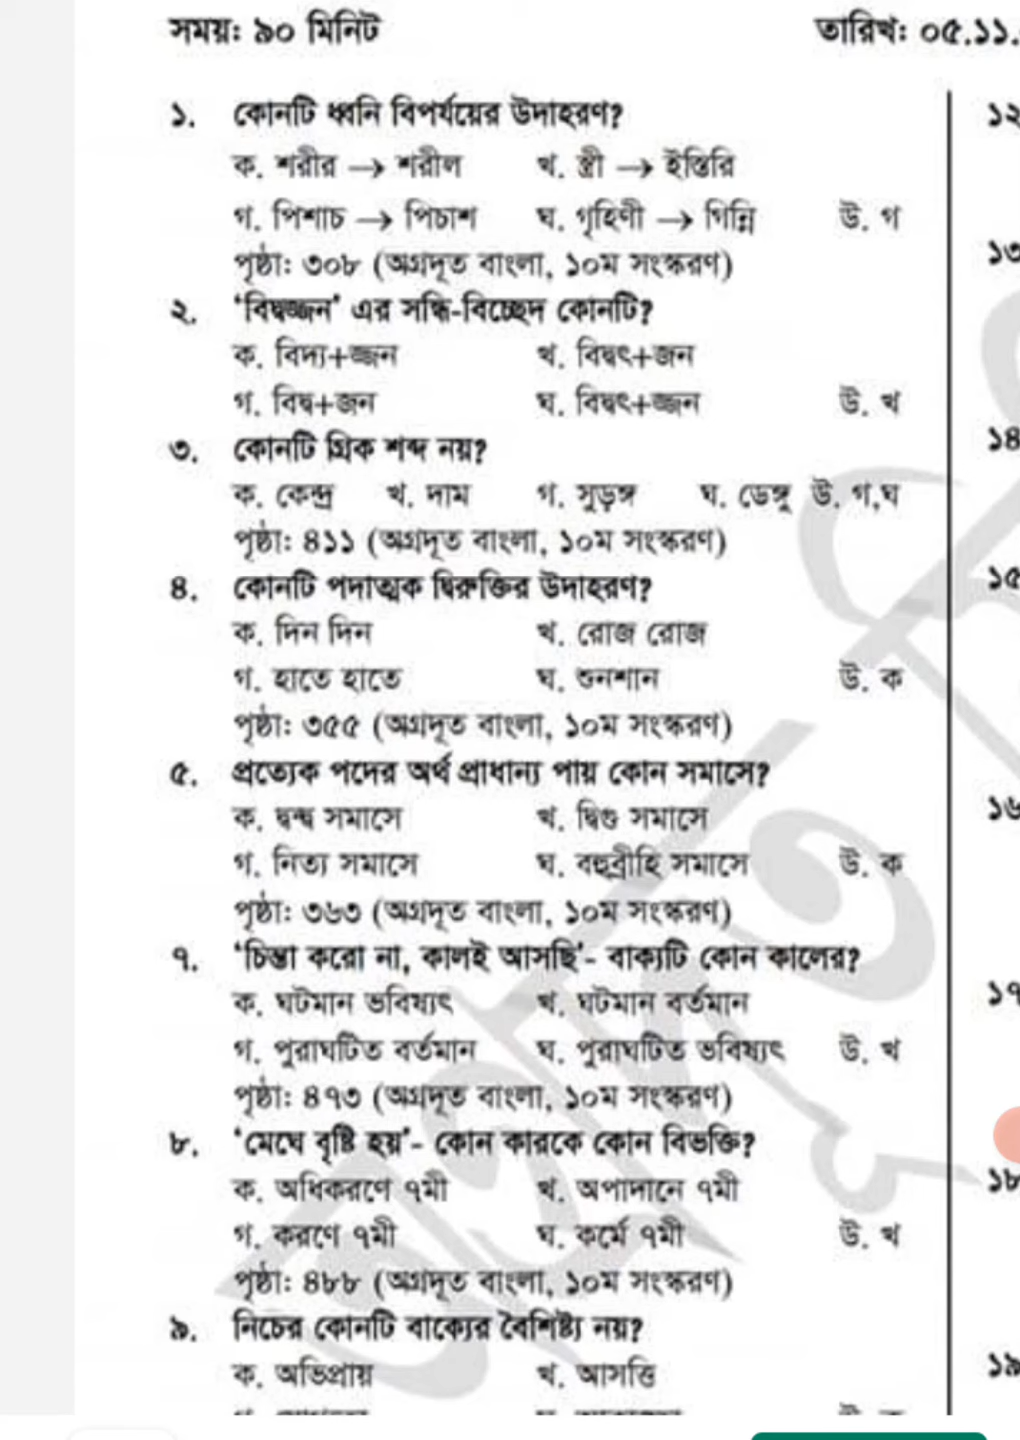 সময়: ৯০ মিনিট
তারিখ: ০৫.১১.
১. কোনটি ধ্বনি বিপর্যয়ের উদাহরণ?
ক. শরীর → শরীল খ. স্ত্রী → ইস্তিরি
গ. পিশাচ → পিচাশ ঘ. গৃহিণী → গিন্নি উ. গ
পৃষ্ঠা: ৩০৮ (অগ্রদূত বাংলা, ১০ম সংস্করণ)
২. ‘বিদ্বজ্জন’ এর সন্ধি-বিচ্ছেদ কোনটি?
ক. বিদ্য+জ্জন খ. বিদ্বৎ+জন
গ. বিদ্ব+জন ঘ. বিদ্বৎ+জ্জন উ. খ
৩. কোনটি গ্রিক শব্দ নয়?
ক. কেন্দ্র খ. দাম গ. সুড়ঙ্গ ঘ. ডেঙ্গু উ. গ,ঘ
পৃষ্ঠা: ৪১১ (অগ্রদূত বাংলা, ১০ম সংস্করণ)
৪. কোনটি পদাত্মক দ্বিরুক্তির উদাহরণ?
ক. দিন দিন খ. রোজ রোজ
গ. হাতে হাতে ঘ. শুনশান উ. ক
পৃষ্ঠা: ৩৫৫ (অগ্রদূত বাংলা, ১০ম সংস্করণ)
৫. প্রত্যেক পদের অর্থ প্রাধান্য পায় কোন সমাসে?
ক. দ্বন্দ্ব সমাসে খ. দ্বিগু সমাসে
গ. নিত্য সমাসে ঘ. বহুব্রীহি সমাসে উ. ক
পৃষ্ঠা: ৩৬৩ (অগ্রদূত বাংলা, ১০ম সংস্করণ)
৭. ‘চিন্তা করো না, কালই আসছি’- বাক্যটি কোন কালের?
ক. ঘটমান ভবিষ্যৎ খ. ঘটমান বর্তমান
গ. পুরাঘটিত বর্তমান ঘ. পুরাঘটিত ভবিষ্যৎ উ. খ
পৃষ্ঠা: ৪৭৩ (অগ্রদূত বাংলা, ১০ম সংস্করণ)
৮. ‘মেঘে বৃষ্টি হয়’- কোন কারকে কোন বিভক্তি?
ক. অধিকরণে ৭মী খ. অপাদানে ৭মী
গ. করণে ৭মী ঘ. কর্মে ৭মী উ. খ
পৃষ্ঠা: ৪৮৮ (অগ্রদূত বাংলা, ১০ম সংস্করণ)
৯. নিচের কোনটি বাক্যের বৈশিষ্ট্য নয়?
ক. অভিপ্রায় খ. আসত্তি
১২
১৩
১৪
১৫
১৬
১৭
১৮
১৯